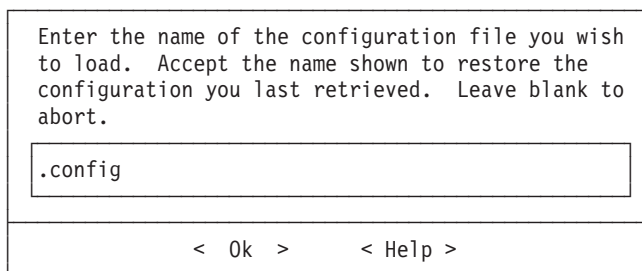 Enter the name of the configuration file you wish
to load. Accept the name shown to restore the
configuration you last retrieved. Leave blank to
abort.
.config
< Ok > < Help >